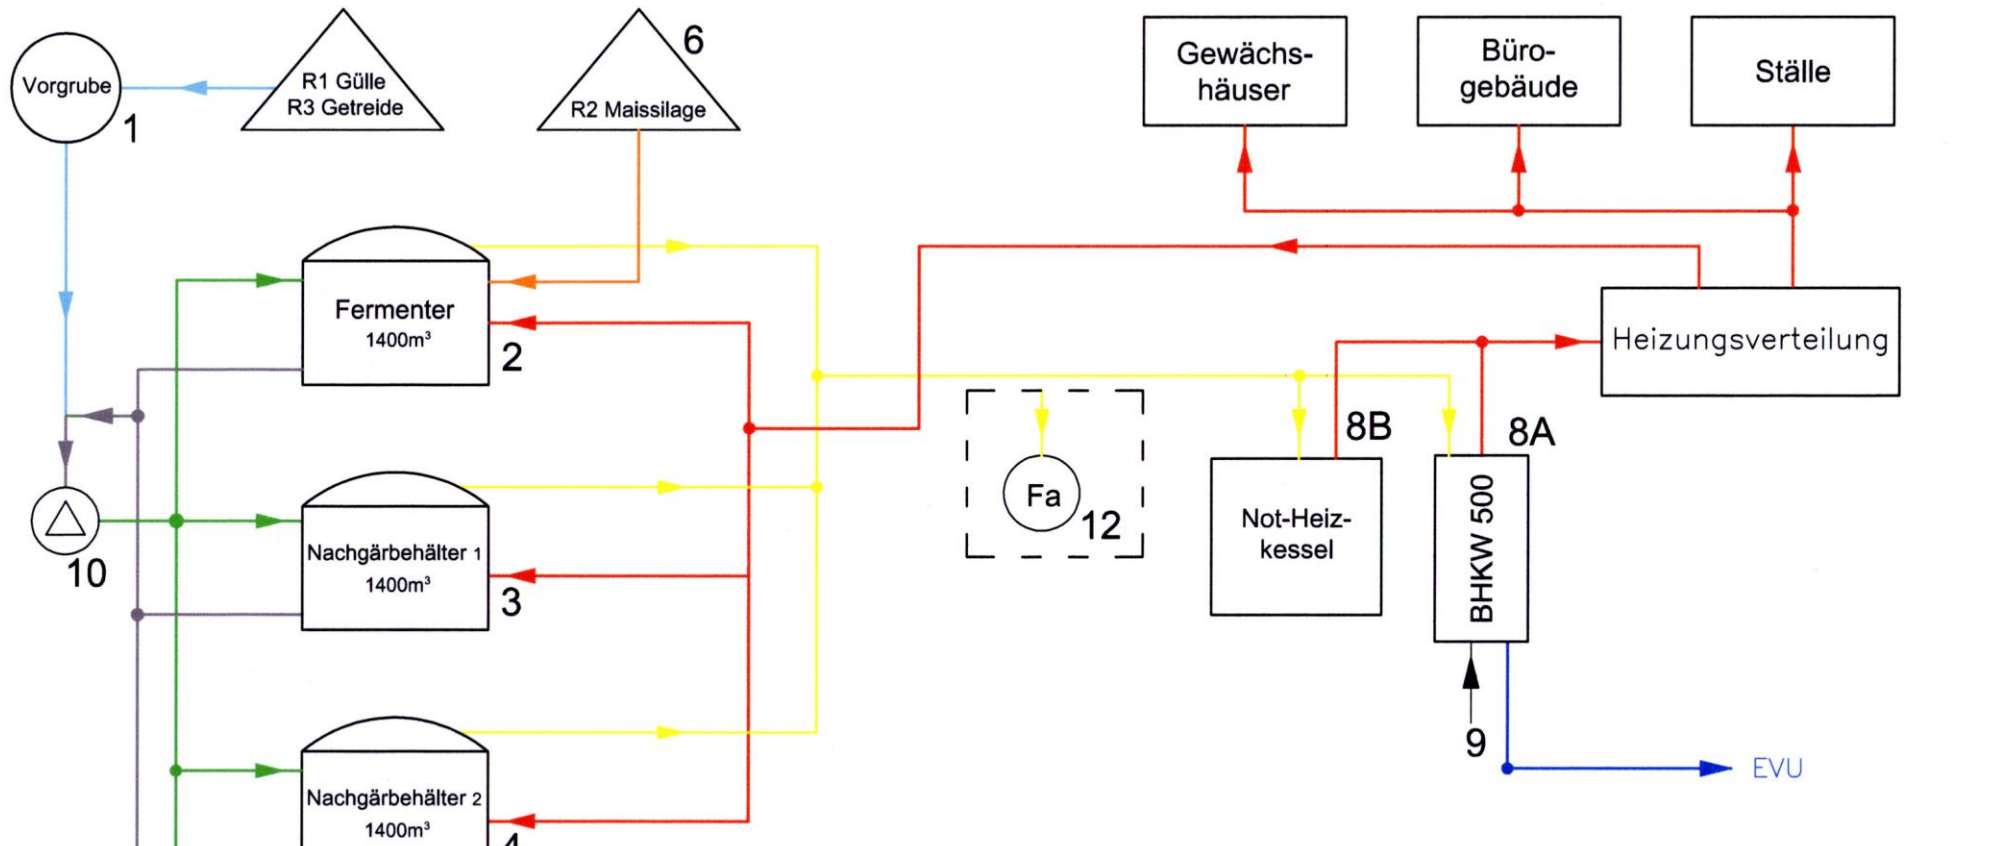 Vorgrube
1
R1 Gülle
R3 Getreide
6
R2 Maissilage
Gewächs-
häuser
Büro-
gebäude
Ställe
Fermenter
1400m³
2
Heizungsverteilung
8B
8A
Fa
12
Not-Heiz-
kessel
BHKW 500
10
Nachgärbehälter 1
1400m³
3
9
EVU
Nachgärbehälter 2
1400m³
4